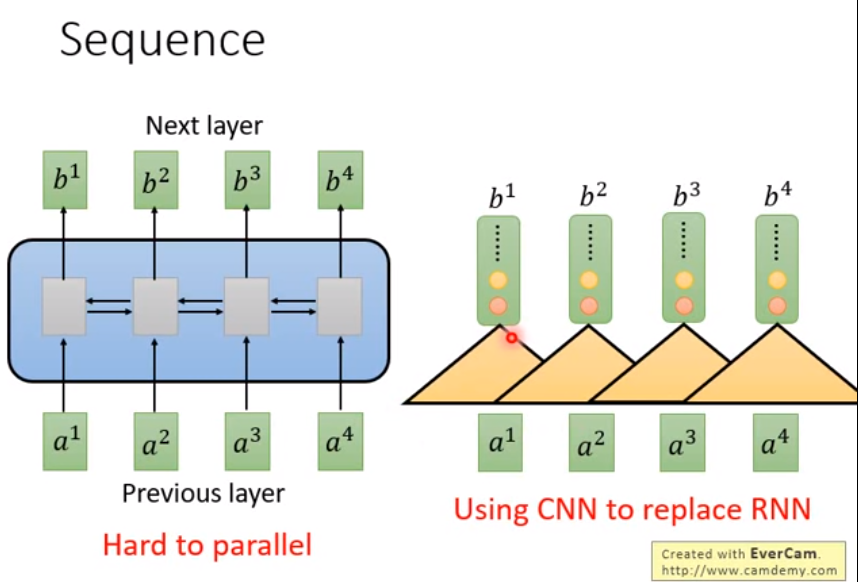 Sequence
Next layer
b¹ b² b³ b⁴
a¹ a² a³ a⁴
Previous layer
Hard to parallel
b¹ b² b³ b⁴
a¹ a² a³ a⁴
Using CNN to replace RNN
Created with EverCam.
http://www.camdemy.com